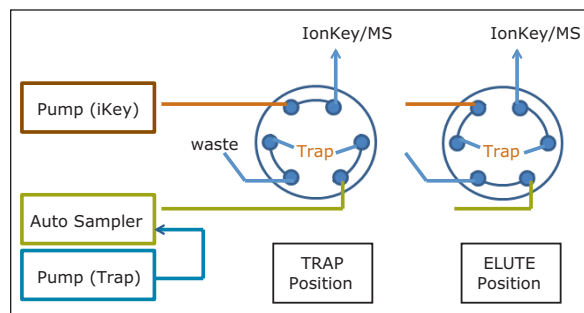 IonKey/MS
IonKey/MS
Pump (iKey)
waste
Trap
Trap
Auto Sampler
Pump (Trap)
TRAP
Position
ELUTE
Position